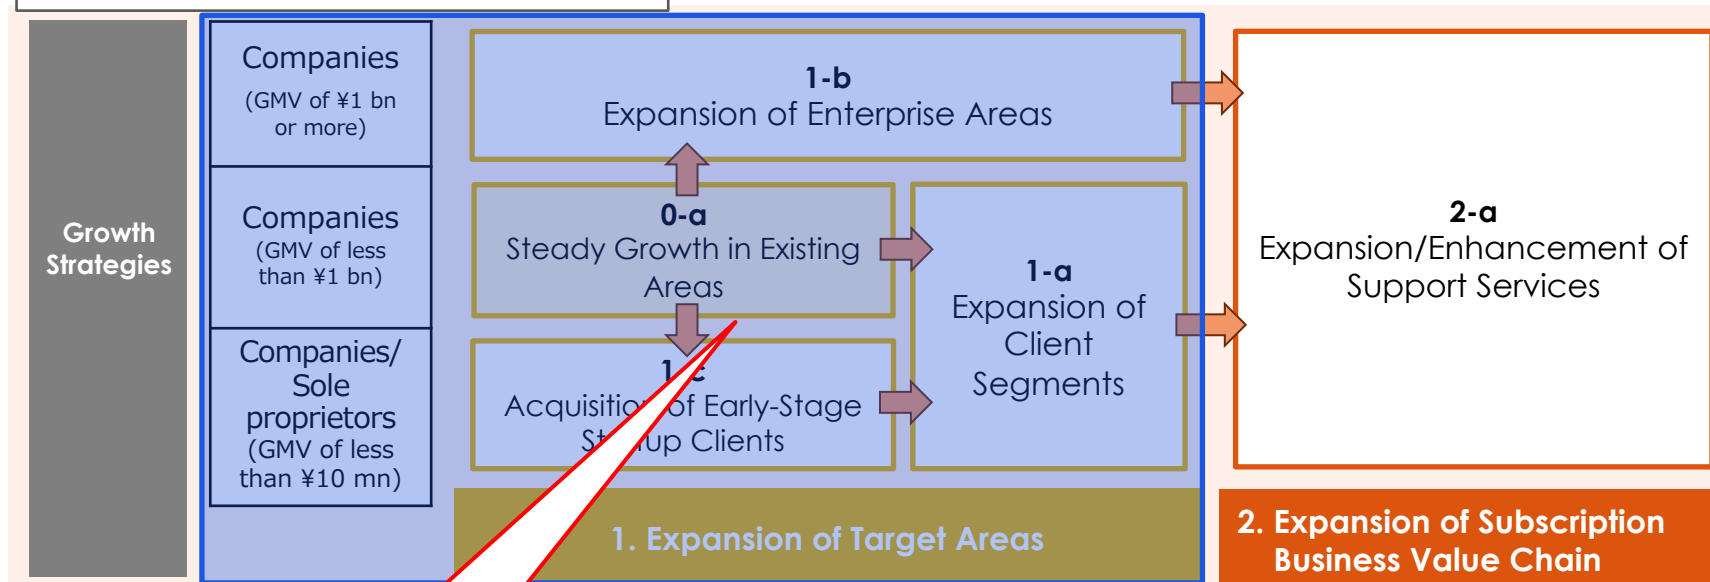 Growth
Strategies
Companies
(GMV of ¥1 bn
or more)
Companies
(GMV of less
than ¥1 bn)
Companies/
Sole
proprietors
(GMV of less
than ¥10 mn)
1-b
Expansion of Enterprise Areas
0-a
Steady Growth in Existing
Areas
1-c
Acquisition of Early-Stage
Startup Clients
1-a
Expansion of
Client
Segments
1. Expansion of Target Areas
2-a
Expansion/Enhancement of
Support Services
2. Expansion of Subscription
Business Value Chain